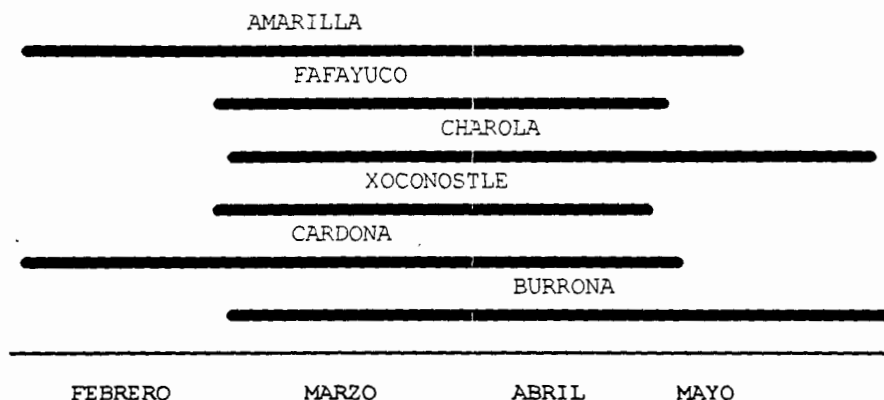 AMARILLA
FAFAYUCO
CHAROLA
XOCONOSTLE
CARDONA
BURRONA
FEBRERO MARZO ABRIL MAYO